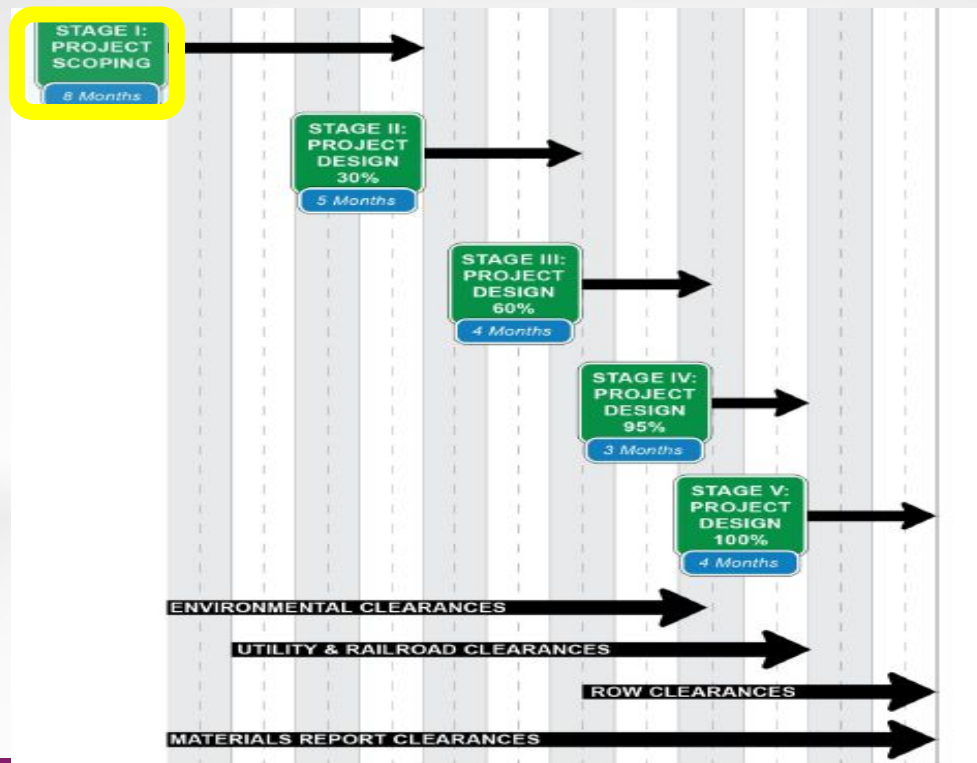 STAGE I:
PROJECT
SCOPING
8 Months
STAGE II:
PROJECT
DESIGN
30%
5 Months
STAGE III:
PROJECT
DESIGN
60%
4 Months
STAGE IV:
PROJECT
DESIGN
95%
3 Months
STAGE V:
PROJECT
DESIGN
100%
4 Months
ENVIRONMENTAL CLEARANCES
UTILITY & RAILROAD CLEARANCES
ROW CLEARANCES
MATERIALS REPORT CLEARANCES